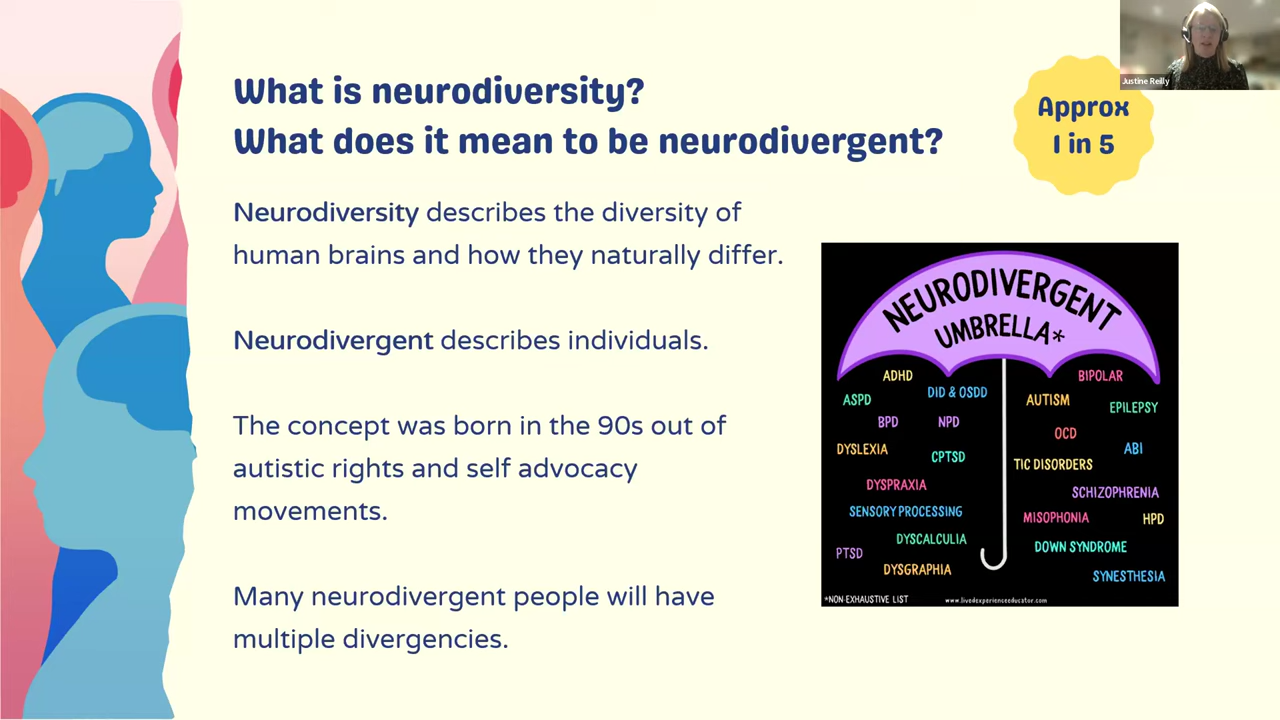 What is neurodiversity?
What does it mean to be neurodivergent?
Approx
1 in 5
Justine Reilly
Neurodiversity describes the diversity of
human brains and how they naturally differ.
Neurodivergent describes individuals.
The concept was born in the 90s out of
autistic rights and self advocacy
movements.
Many neurodivergent people will have
multiple divergencies.
NEURODIVERGENT
UMBRELLA*
ADHD
ASPD
DID & OSDD
BPD
NPD
DYSLEXIA
CPTSD
DYSPRAXIA
SENSORY PROCESSING
DYSCALCULIA
PTSD
DYSGRAPHIA
BIPOLAR
AUTISM
EPILEPSY
OCD
ABI
TIC DISORDERS
SCHIZOPHRENIA
MISOPHONIA
HPD
DOWN SYNDROME
SYNESTHESIA
*NON-EXHAUSTIVE LIST
www.livedexperienceeducator.com